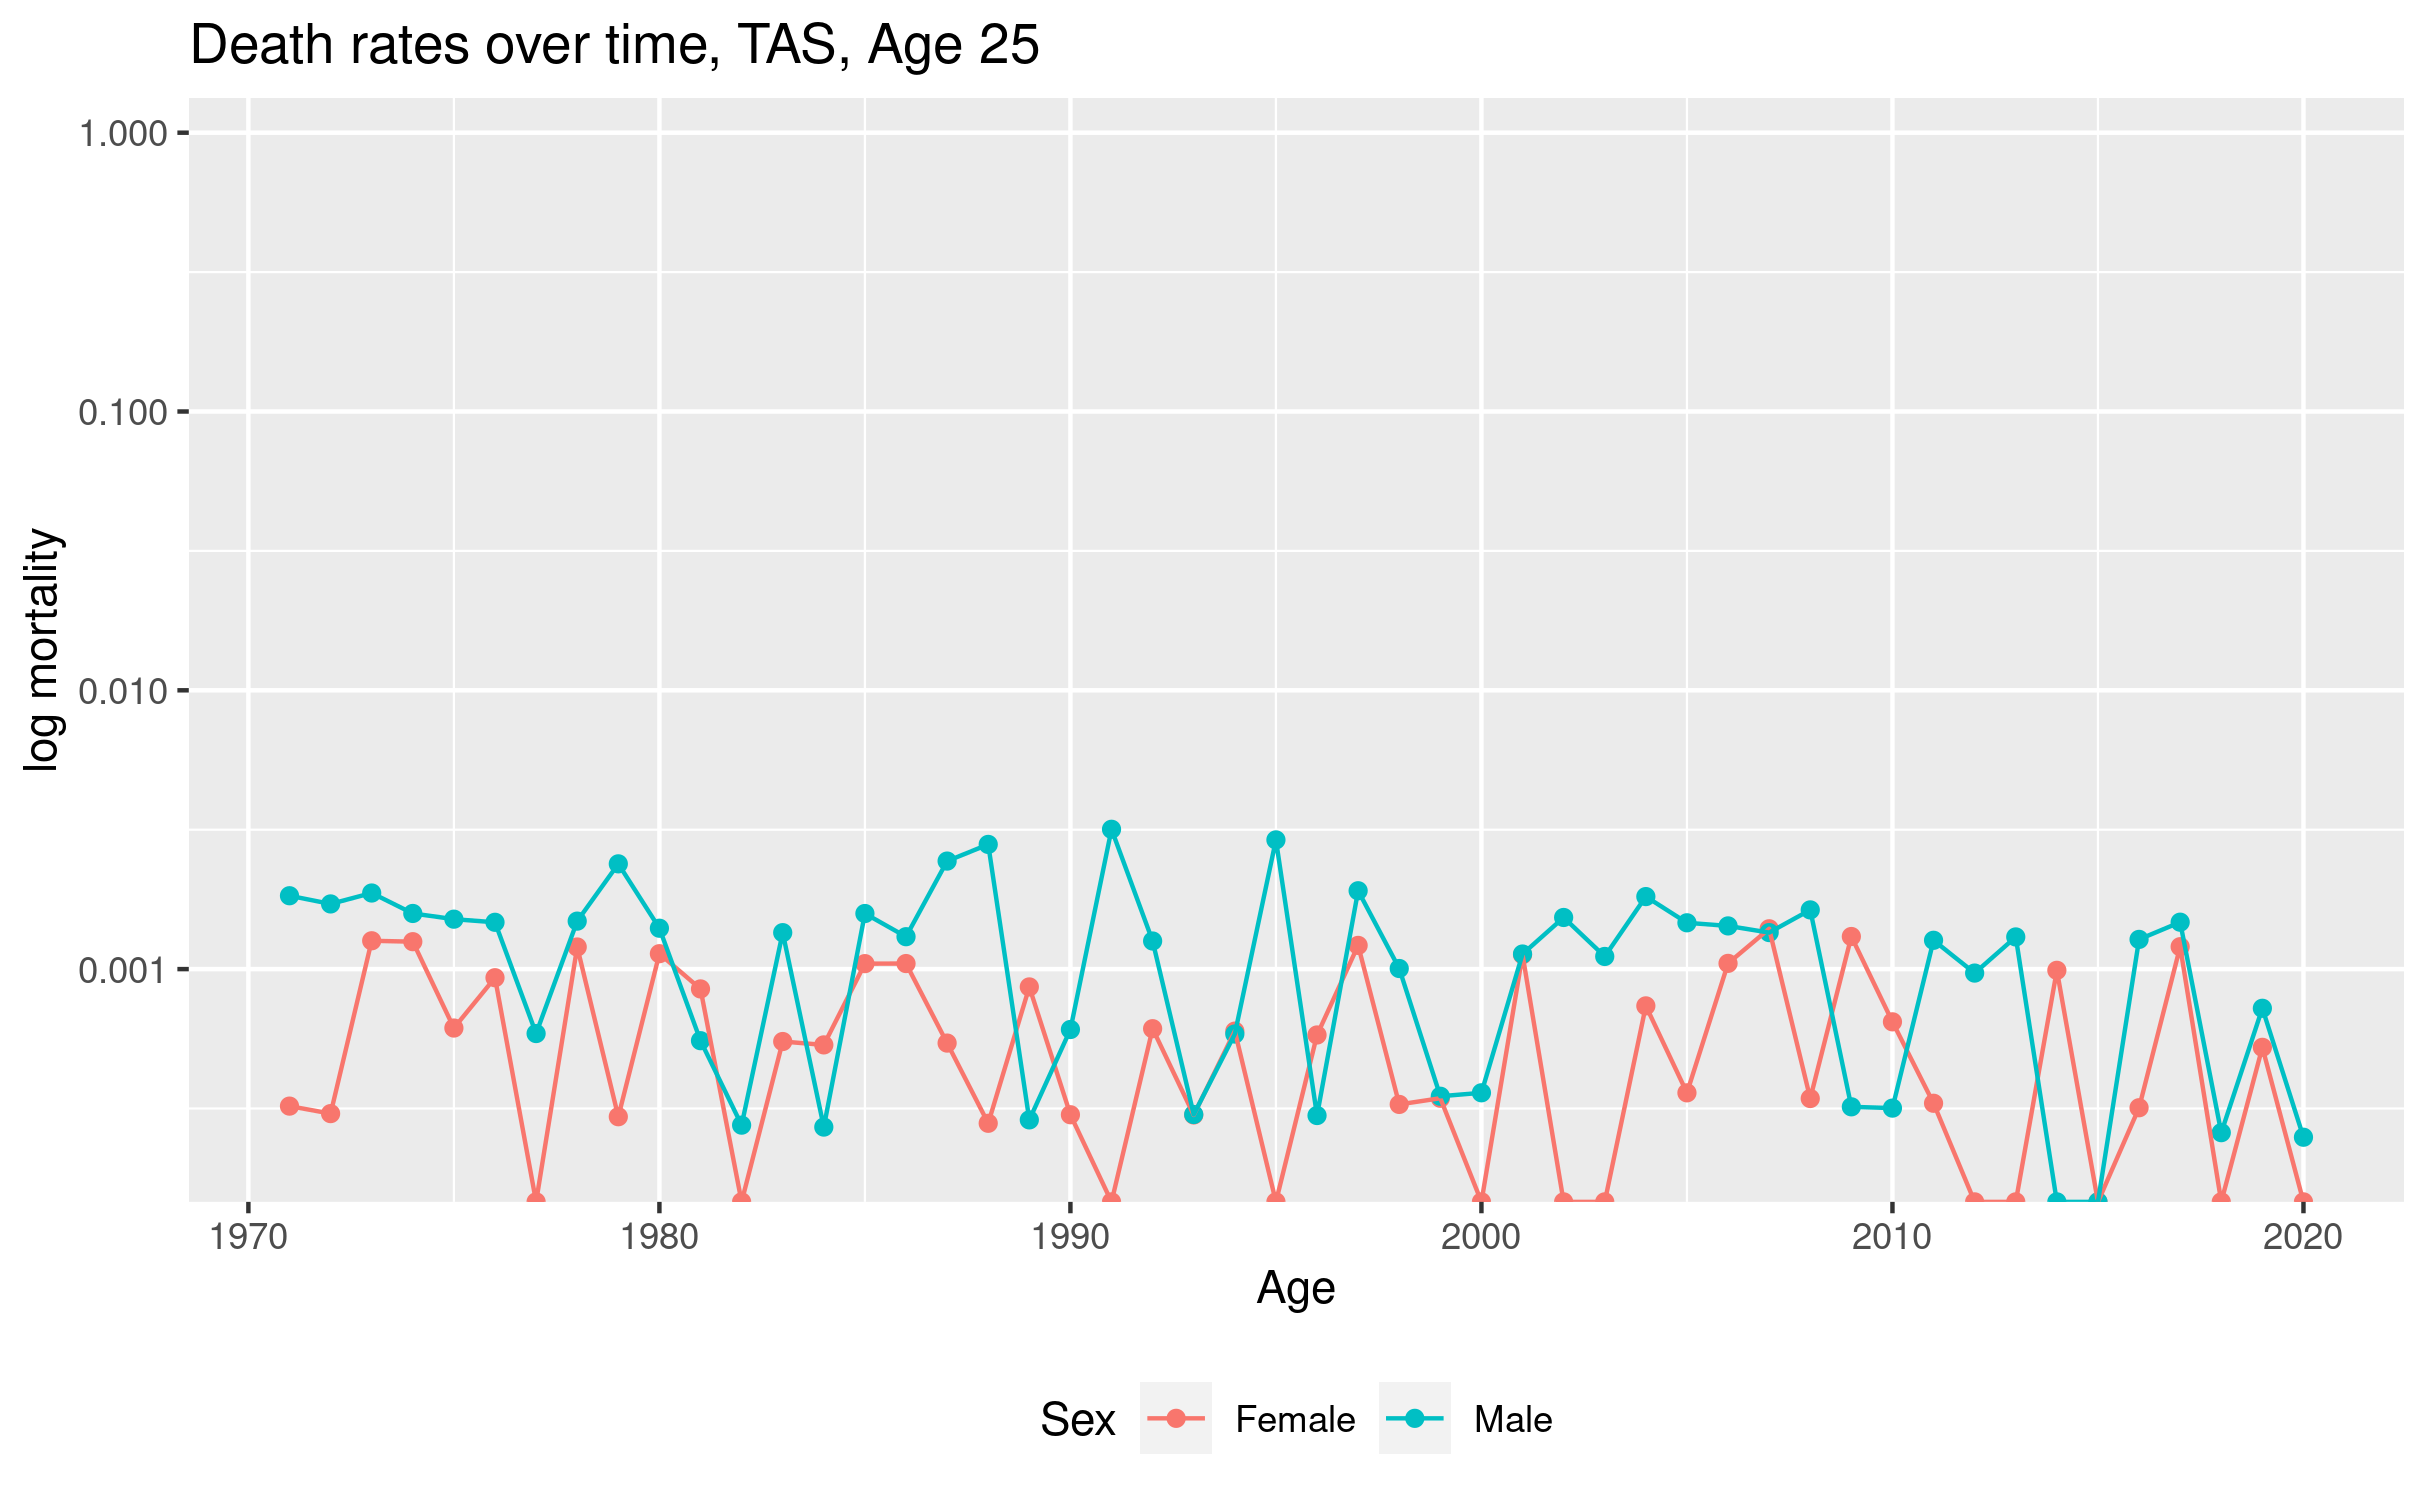 Death rates over time, TAS, Age 25
1.000
0.100
0.010
0.001
log mortality
1970 1980 1990 2000 2010 2020
Age
Sex Female Male